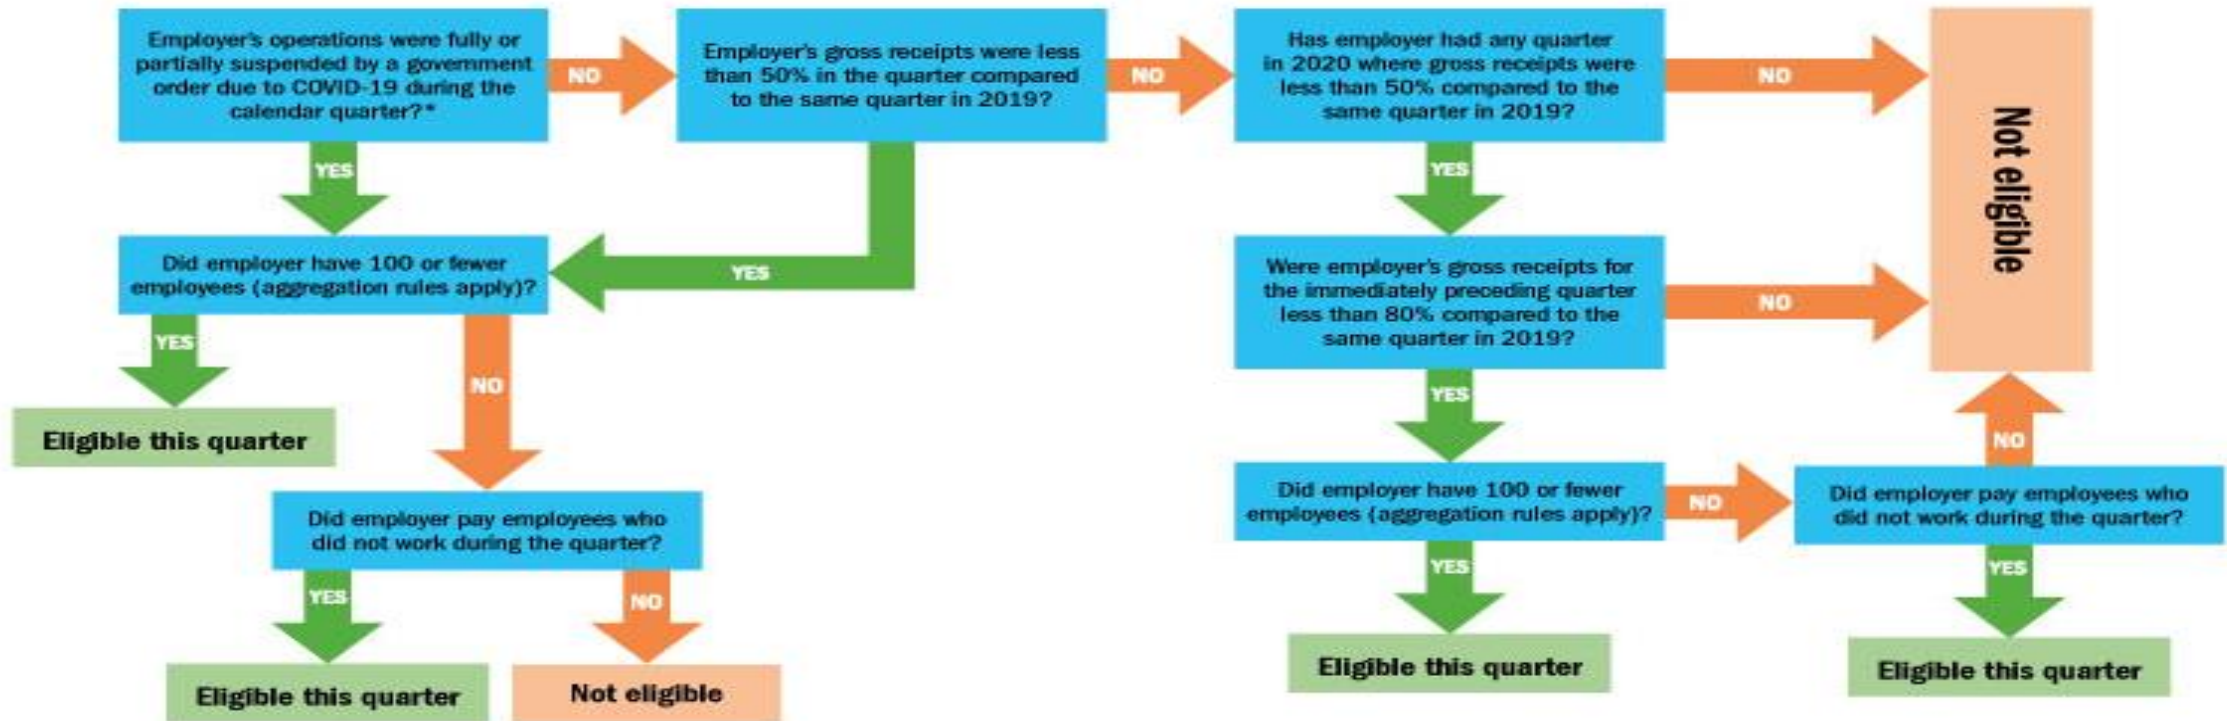 Employer's operations were fully or
partially suspended by a government
order due to COVID-19 during the
calendar quarter?*
NO
Employer's gross receipts were less
than 50% in the quarter compared
to the same quarter in 2019?
NO
Has employer had any quarter
in 2020 where gross receipts were
less than 50% compared to the
same quarter in 2019?
NO
Not eligible
YES
YES
YES
Did employer have 100 or fewer
employees (aggregation rules apply)?
Were employer's gross receipts for
the immediately preceding quarter
less than 80% compared to the
same quarter in 2019?
NO
YES
NO
YES
Eligible this quarter
NO
Did employer have 100 or fewer
employees (aggregation rules apply)?
NO
Did employer pay employees who
did not work during the quarter?
Did employer pay employees who
did not work during the quarter?
YES
NO
YES
YES
Eligible this quarter
Not eligible
Eligible this quarter
Eligible this quarter